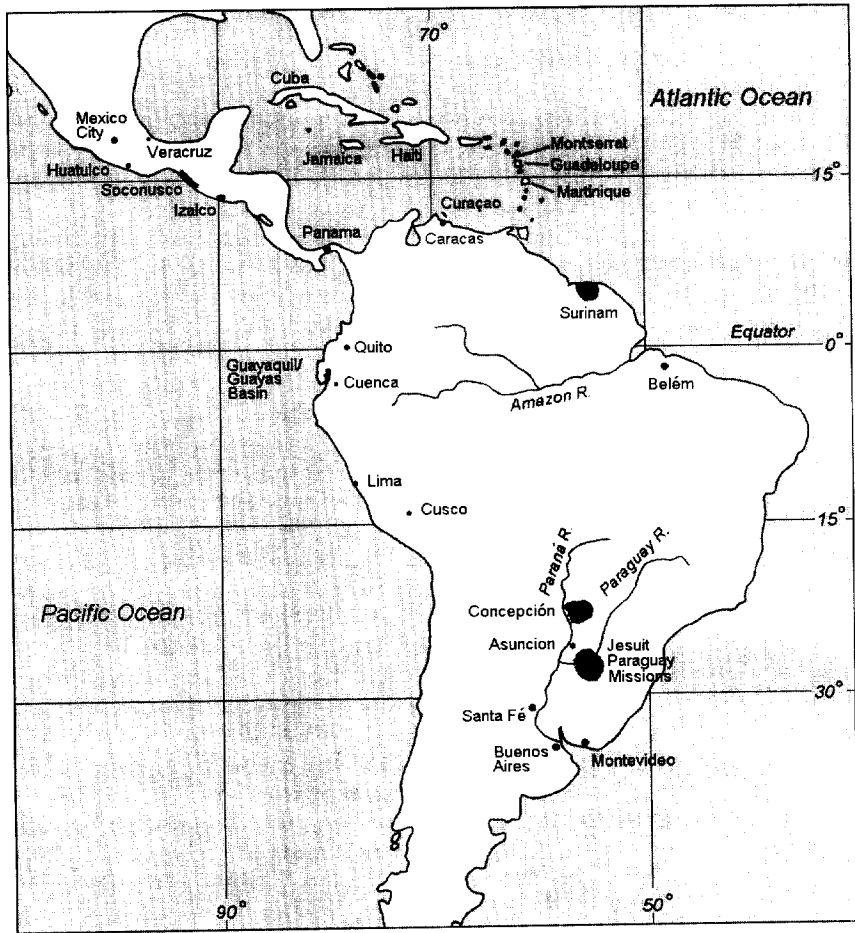 70°
Cuba
Atlantic Ocean
Mexico
City
Veracruz
Montserrat
Guadeloupe
Jamaica
Haiti
Huatulco
15°
Soconusco
Martinique
Izalco
Curaçao
Panama
Caracas
Surinam
Equator
0°
Quito
Guayaquil/
Guayas
Basin
Cuenca
Belém
Amazon R.
Lima
Cusco
15°
Paraná R.
Paraguay R.
Pacific Ocean
Concepción
Asuncion
Jesuit
Paraguay
Missions
30°
Santa Fé
Buenos
Aires
Montevideo
90°
50°